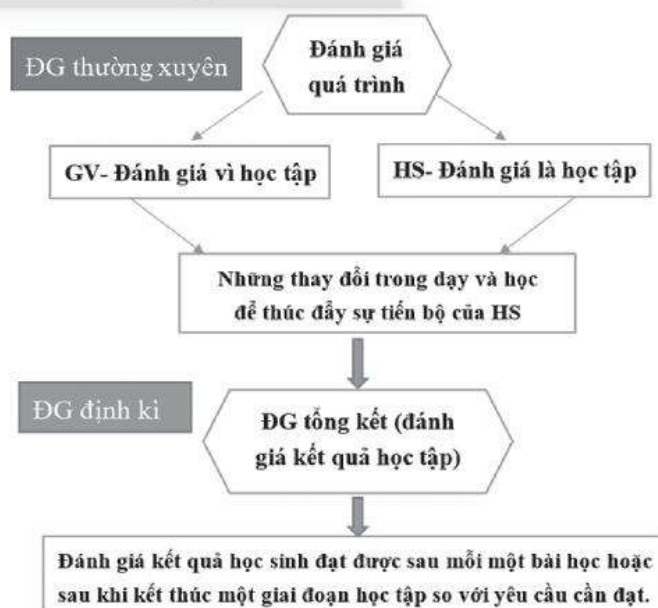 ĐG thường xuyên
Đánh giá
quá trình
GV- Đánh giá vì học tập
HS- Đánh giá là học tập
Những thay đổi trong dạy và học
để thúc đẩy sự tiến bộ của HS
ĐG định kì
ĐG tổng kết (đánh
giá kết quả học tập)
Đánh giá kết quả học sinh đạt được sau mỗi một bài học hoặc
sau khi kết thúc một giai đoạn học tập so với yêu cầu cần đạt.